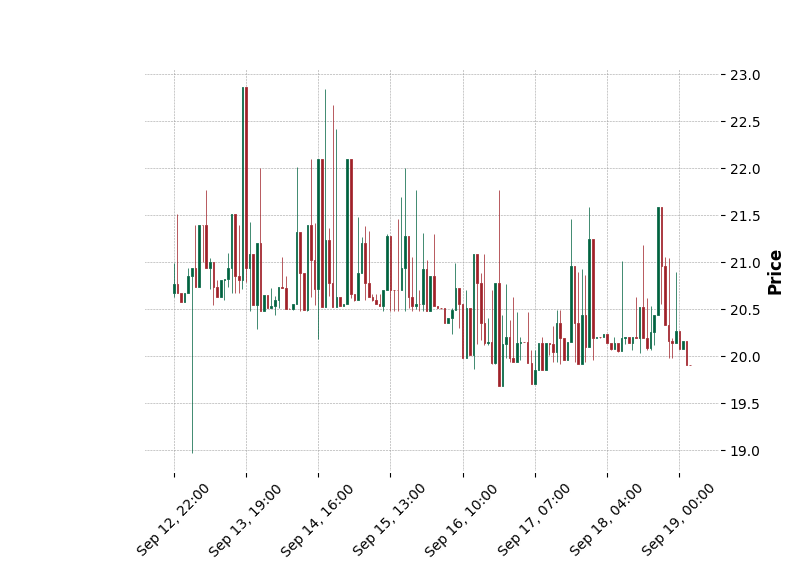 23.0
22.5
22.0
21.5
21.0
20.5
20.0
19.5
19.0
Price
Sep 12, 22:00
Sep 13, 19:00
Sep 14, 16:00
Sep 15, 13:00
Sep 16, 10:00
Sep 17, 07:00
Sep 18, 04:00
Sep 19, 00:00